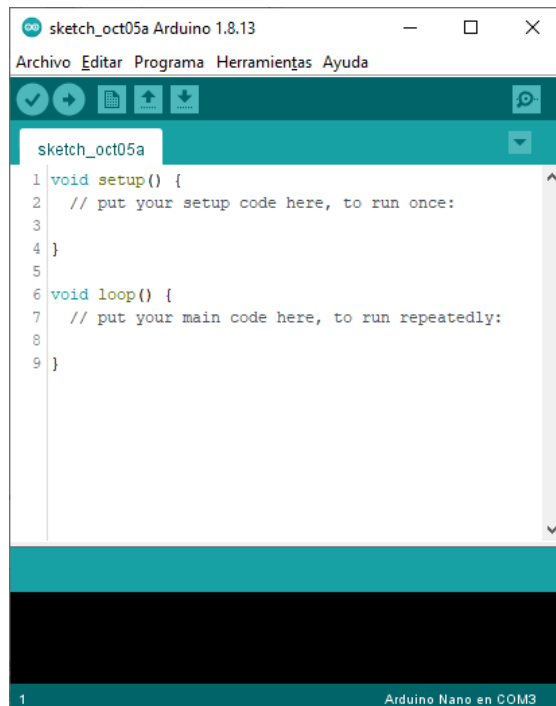 sketch_oct05a Arduino 1.8.13
Archivo Editar Programa Herramientas Ayuda
sketch_oct05a
1 void setup() {
2   // put your setup code here, to run once:
3
4 }
5
6 void loop() {
7   // put your main code here, to run repeatedly:
8
9 }
1 Arduino Nano en COM3